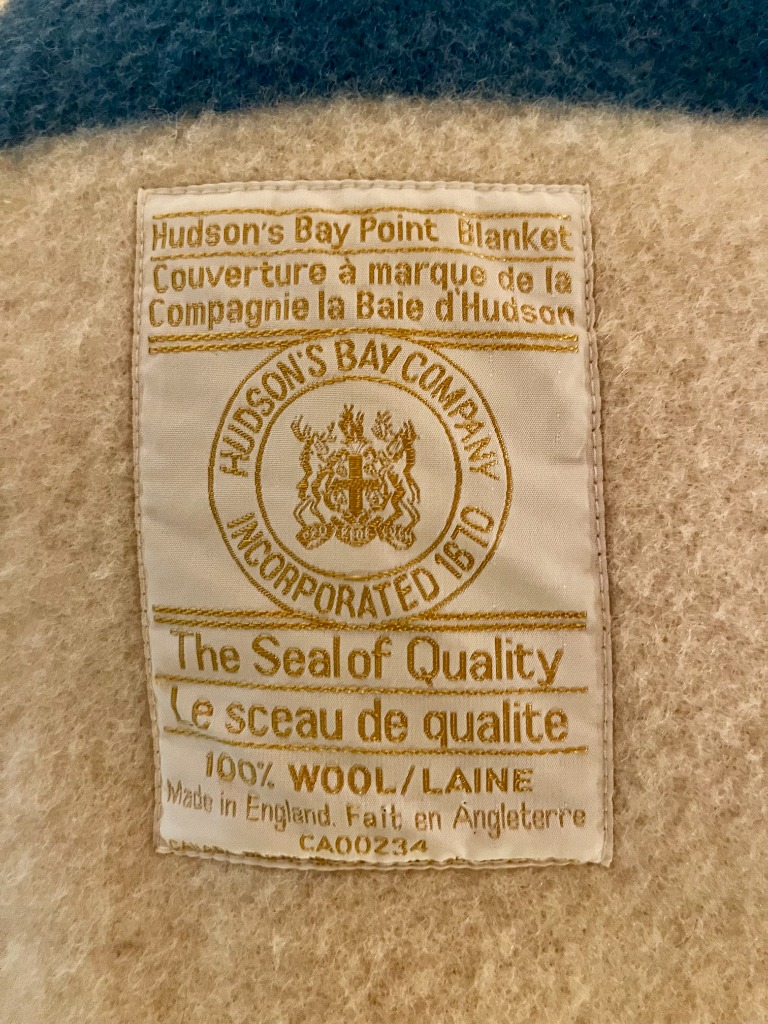 Hudson's Bay Point Blanket
Couverture à marque de la
Compagnie la Baie d'Hudson
HUDSON'S BAY COMPANY
INCORPORATED 1670
The Seal of Quality
Le sceau de qualite
100% WOOL/LAINE
Made in England. Fait en Angleterre
CA00234